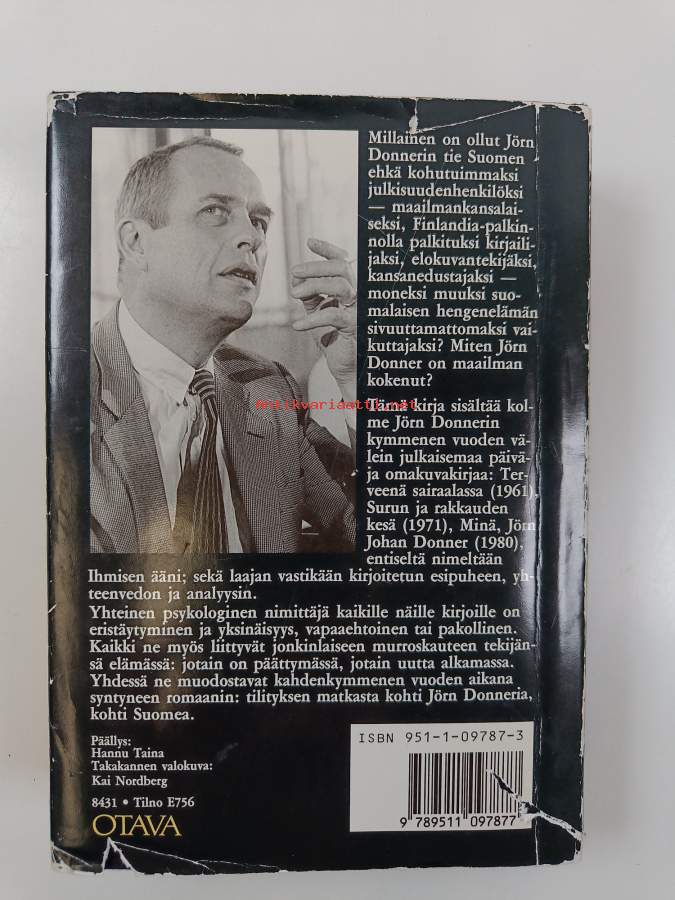 Millainen on ollut Jörn
Donnerin tie Suomen
ehkä kohutuimmaksi
julkisuudenhenkilöksi
— maailmankansalai-
seksi, Finlandia-palkin-
nolla palkituksi kirjaili-
jaksi, elokuvantekijäksi,
kansanedustajaksi —
moneksi muuksi suo-
malaisen hengenelämän
sivuuttamattomaksi vai-
kuttajaksi? Miten Jörn
Donner on maailman
kokenut?
Antikvariaatti.net
Tämä kirja sisältää kol-
me Jörn Donnerin
kymmenen vuoden vä-
lein julkaisemaa päivä-
ja omakuvakirjaa: Ter-
veenä sairaalassa (1961),
Surun ja rakkauden
kesä (1971), Minä, Jörn
Johan Donner (1980),
entiseltä nimeltään
Ihmisen ääni; sekä laajan vastikään kirjoitetun esipuheen, yh-
teenvedon ja analyysin.
Yhteinen psykologinen nimittäjä kaikille näille kirjoille on
eristäytyminen ja yksinäisyys, vapaaehtoinen tai pakollinen.
Kaikki ne myös liittyvät jonkinlaiseen murroskauteen tekijän-
sä elämässä: jotain on päättymässä, jotain uutta alkamassa.
Yhdessä ne muodostavat kahdenkymmenen vuoden aikana
syntyneen romaanin: tilityksen matkasta kohti Jörn Donneria,
kohti Suomea.
Päällys:
Hannu Taina
Takakannen valokuva:
Kai Nordberg
8431 • Tilno E756
OTAVA
ISBN 951-1-09787-3
9 789511 097877